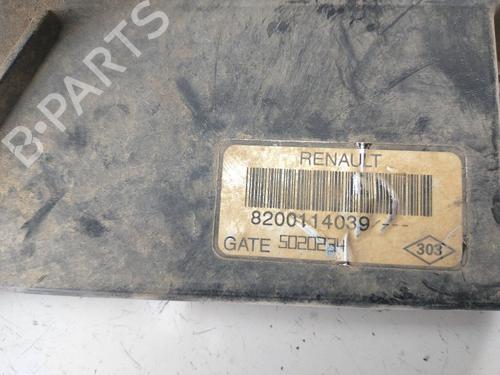 B-PARTS
RENAULT
8200114039---
GATE 5020234
303